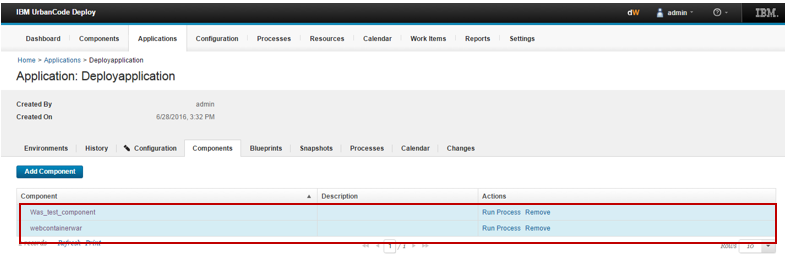 IBM UrbanCode Deploy dW admin IBM.
Dashboard Components Applications Configuration Processes Resources Calendar Work Items Reports Settings
Home > Applications > Deployapplication
Application: Deployapplication
Created By admin
Created On 6/28/2016, 3:32 PM
Environments History Configuration Components Blueprints Snapshots Processes Calendar Changes
Add Component
Component Description Actions
Was_test_component Run Process Remove
webcontainerwar Run Process Remove
records Refresh Print 1 / 1 Rows 10